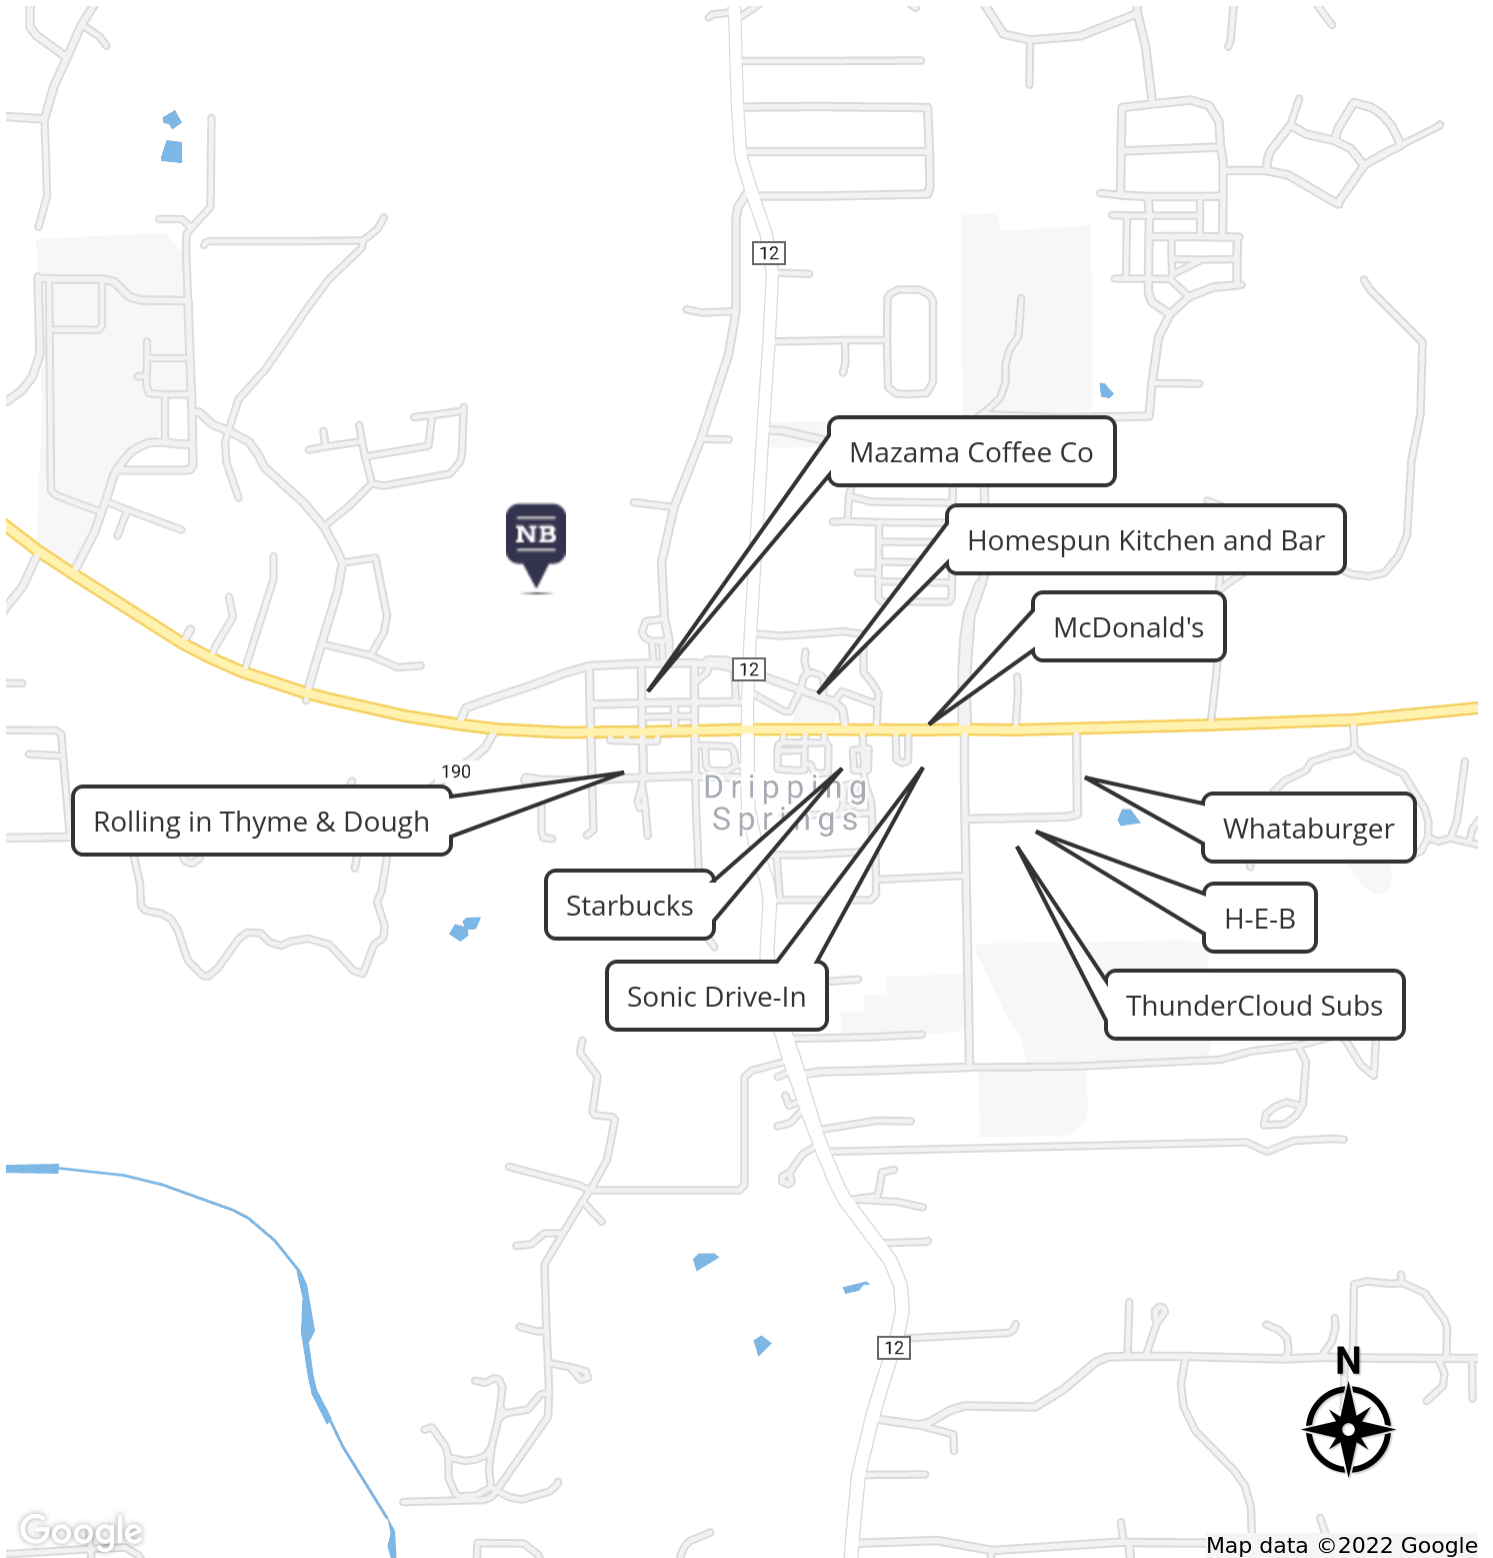 12
Mazama Coffee Co
NB
Homespun Kitchen and Bar
McDonald's
12
190
Dripping
Springs
Rolling in Thyme & Dough
Whataburger
Starbucks
H-E-B
Sonic Drive-In
ThunderCloud Subs
12
N
Google
Map data ©2022 Google